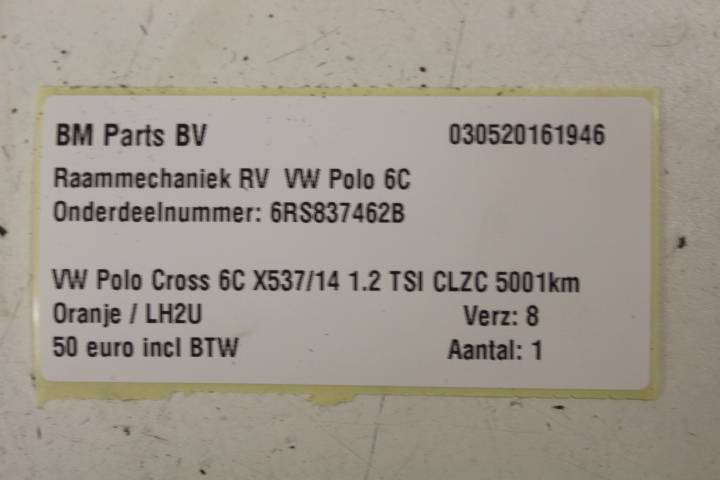 BM Parts BV 030520161946
Raammechaniek RV VW Polo 6C
Onderdeelnummer: 6RS837462B
VW Polo Cross 6C X537/14 1.2 TSI CLZC 5001km
Oranje / LH2U Verz: 8
50 euro incl BTW Aantal: 1